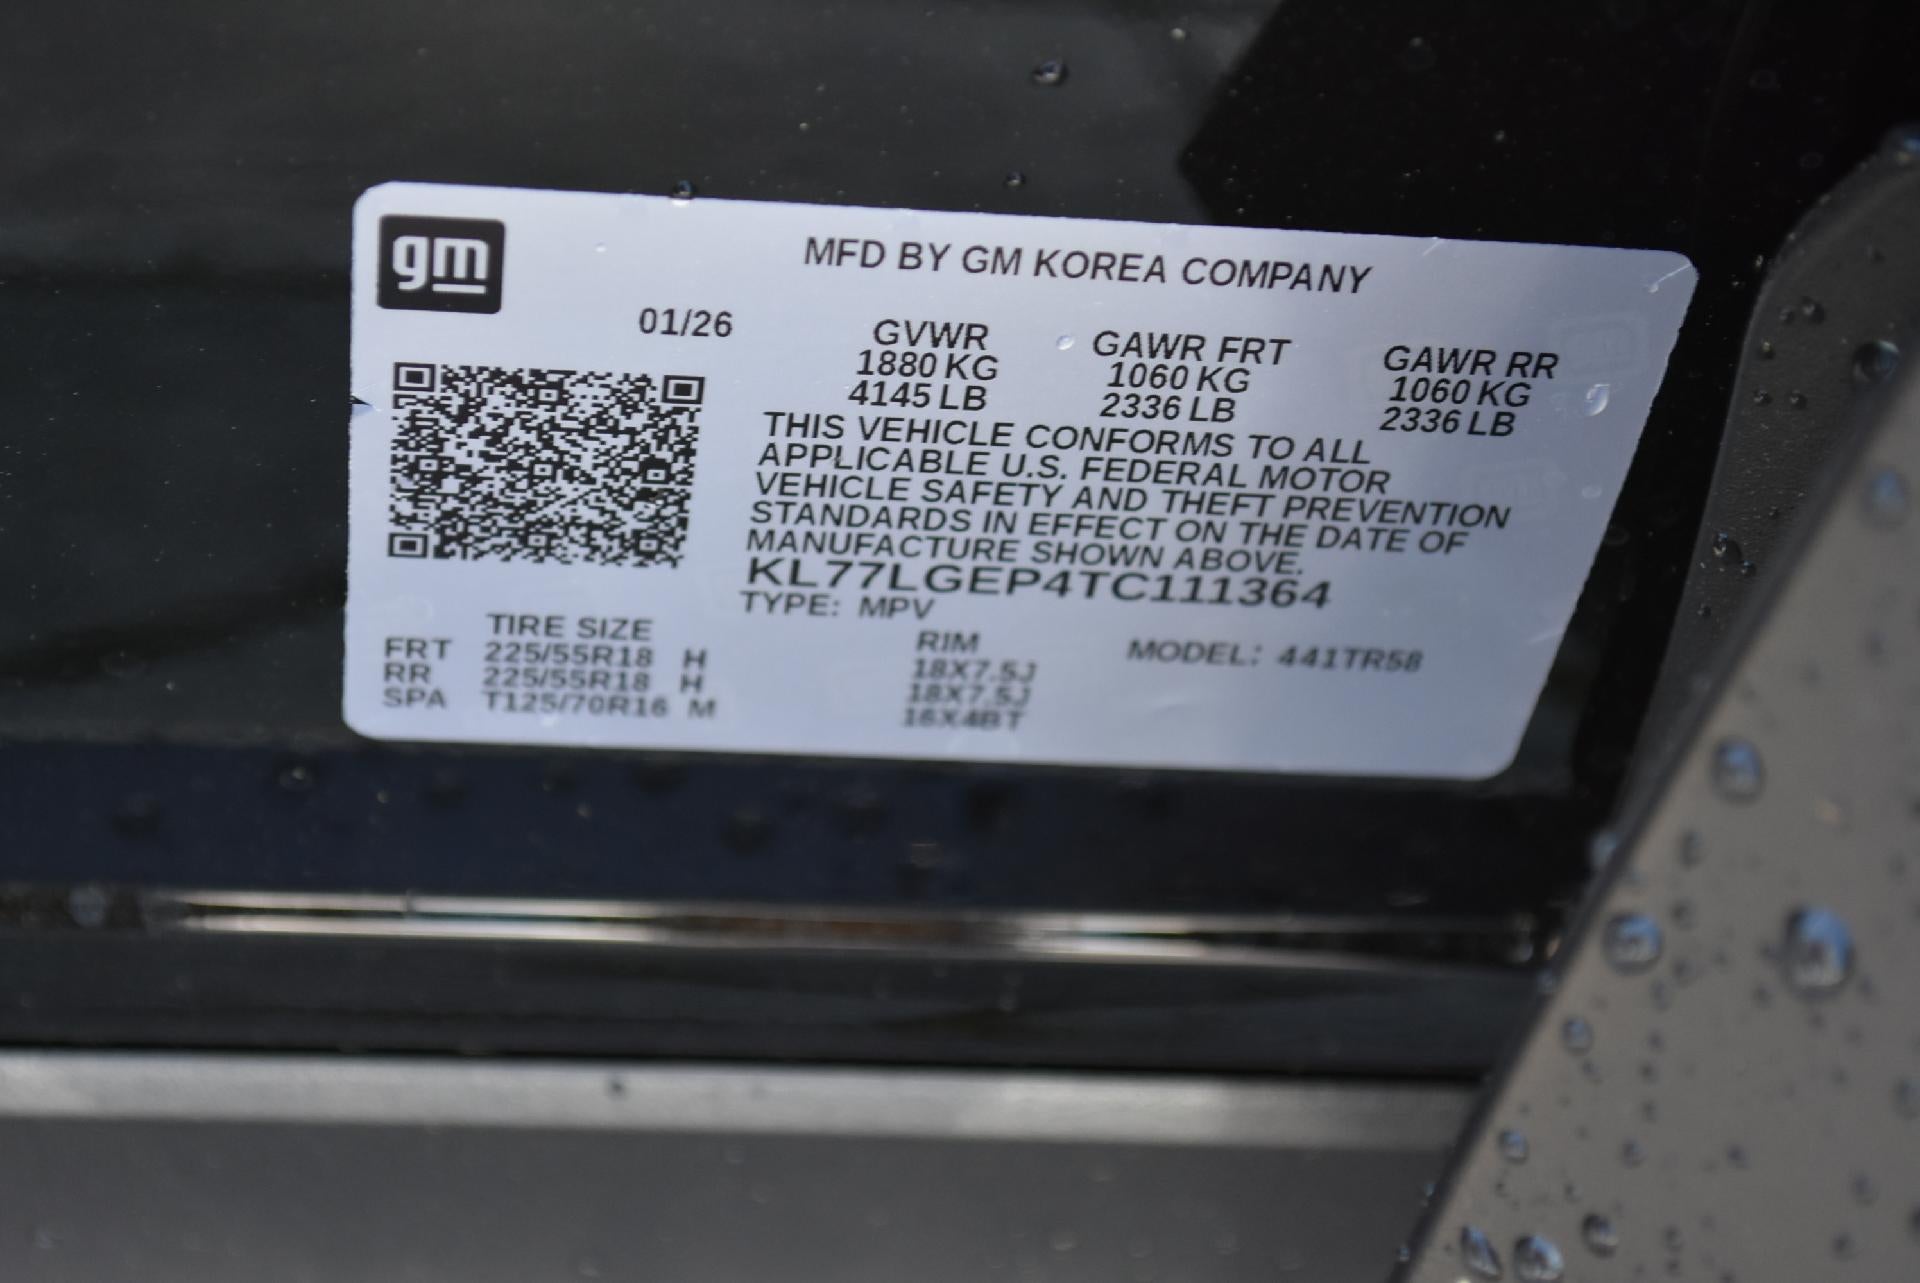 gm
MFD BY GM KOREA COMPANY
01/26
GVWR GAWR FRT GAWR RR
1880 KG 1060 KG 1060 KG
4145 LB 2336 LB 2336 LB
THIS VEHICLE CONFORMS TO ALL
APPLICABLE U.S. FEDERAL MOTOR
VEHICLE SAFETY AND THEFT PREVENTION
STANDARDS IN EFFECT ON THE DATE OF
MANUFACTURE SHOWN ABOVE.
KL77LGEP4TC111364
TYPE: MPV
TIRE SIZE RIM MODEL: 441TR58
FRT 225/55R18 H 18X7.5J
RR 225/55R18 H 18X7.5J
SPA T125/70R16 M 16X4BT